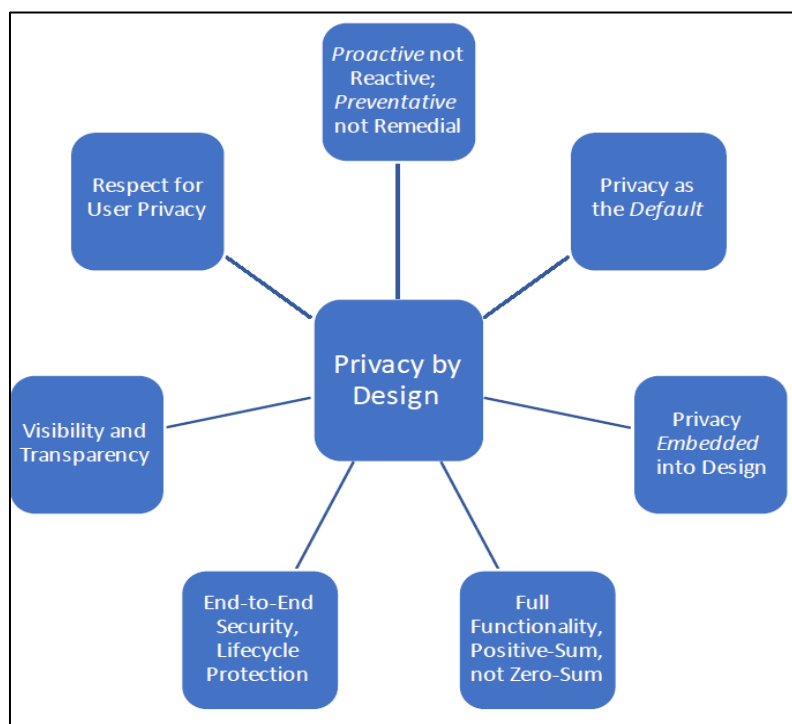 Proactive not
Reactive;
Preventative
not Remedial
Respect for
User Privacy
Privacy as
the Default
Privacy by
Design
Visibility and
Transparency
Privacy
Embedded
into Design
End-to-End
Security,
Lifecycle
Protection
Full
Functionality,
Positive-Sum,
not Zero-Sum